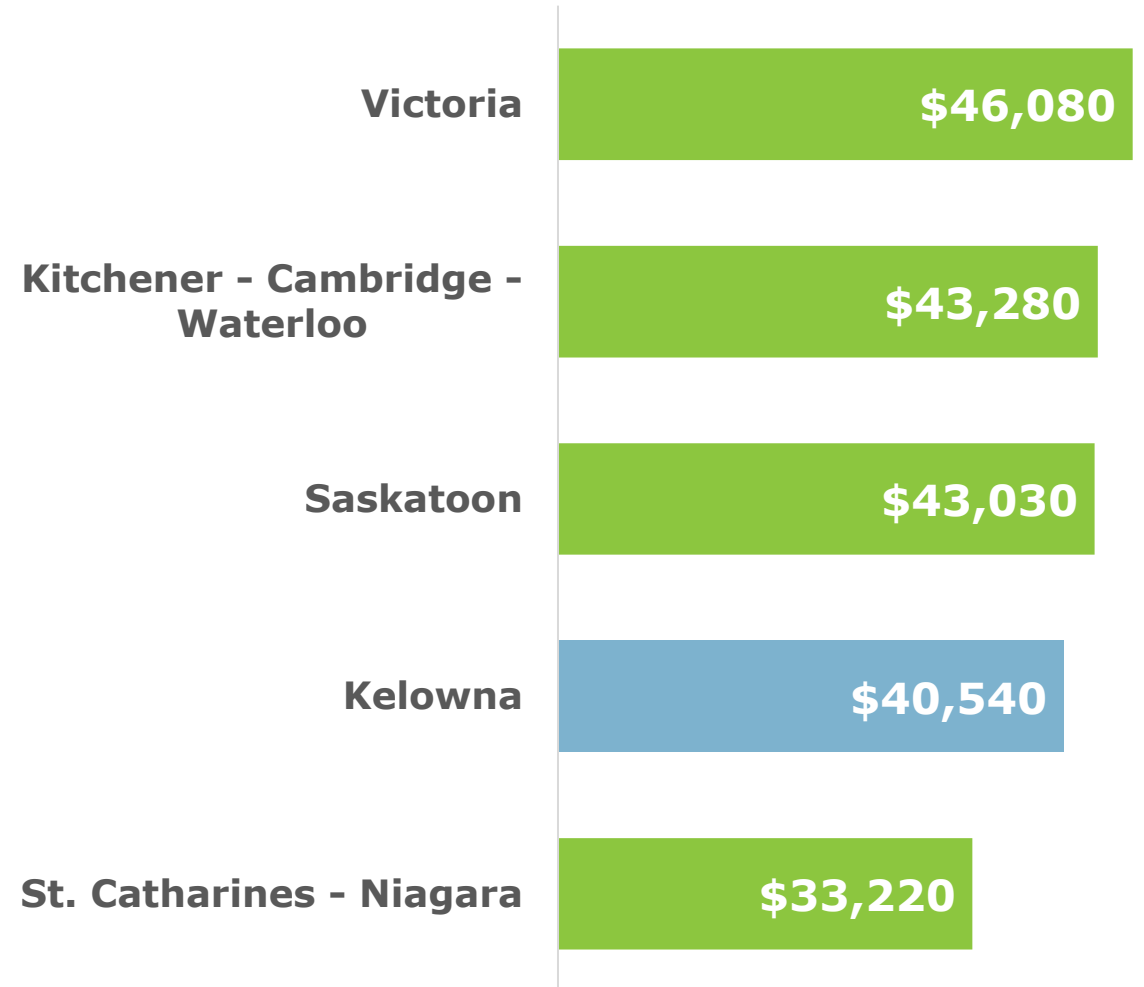 Victoria
$46,080
Kitchener - Cambridge -
Waterloo
$43,280
Saskatoon
$43,030
Kelowna
$40,540
St. Catharines - Niagara
$33,220